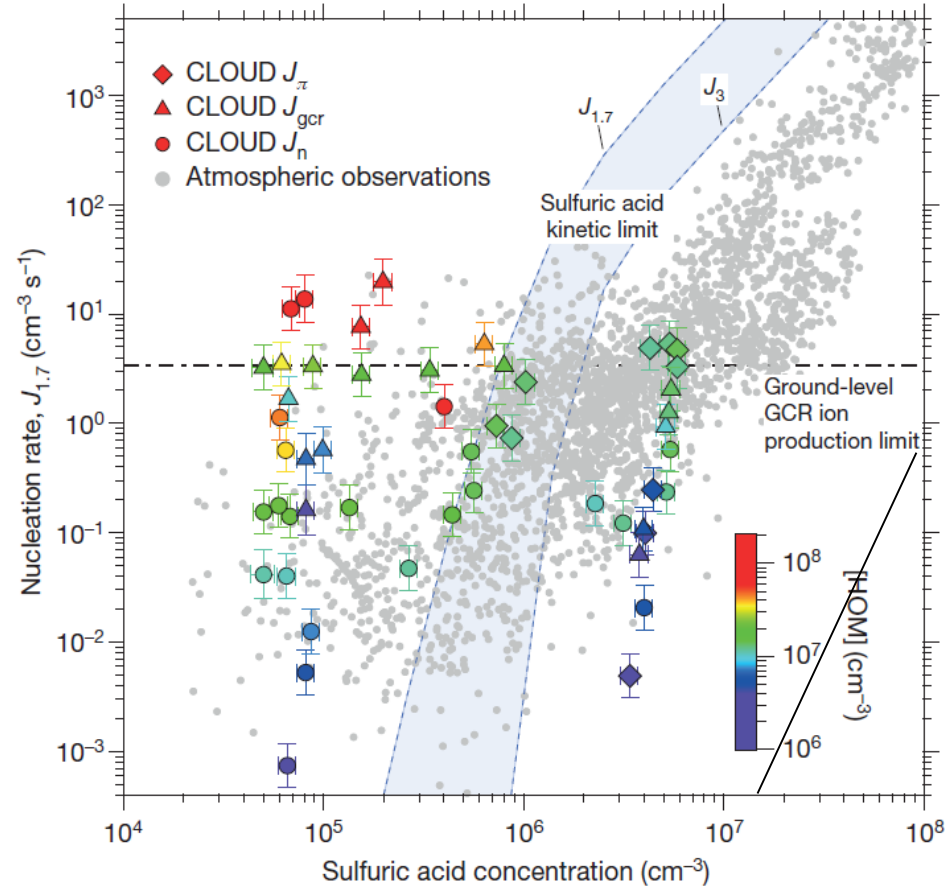 CLOUD Jπ
CLOUD Jgcr
CLOUD Jn
Atmospheric observations
J1.7
J3
Sulfuric acid
kinetic limit
Ground-level
GCR ion
production limit
10⁸
10⁷
10⁶
[HOM] (cm⁻³)
Nucleation rate, J1.7 (cm⁻³ s⁻¹)
10³
10²
10¹
10⁰
10⁻¹
10⁻²
10⁻³
10⁴ 10⁵ 10⁶ 10⁷ 10⁸
Sulfuric acid concentration (cm⁻³)